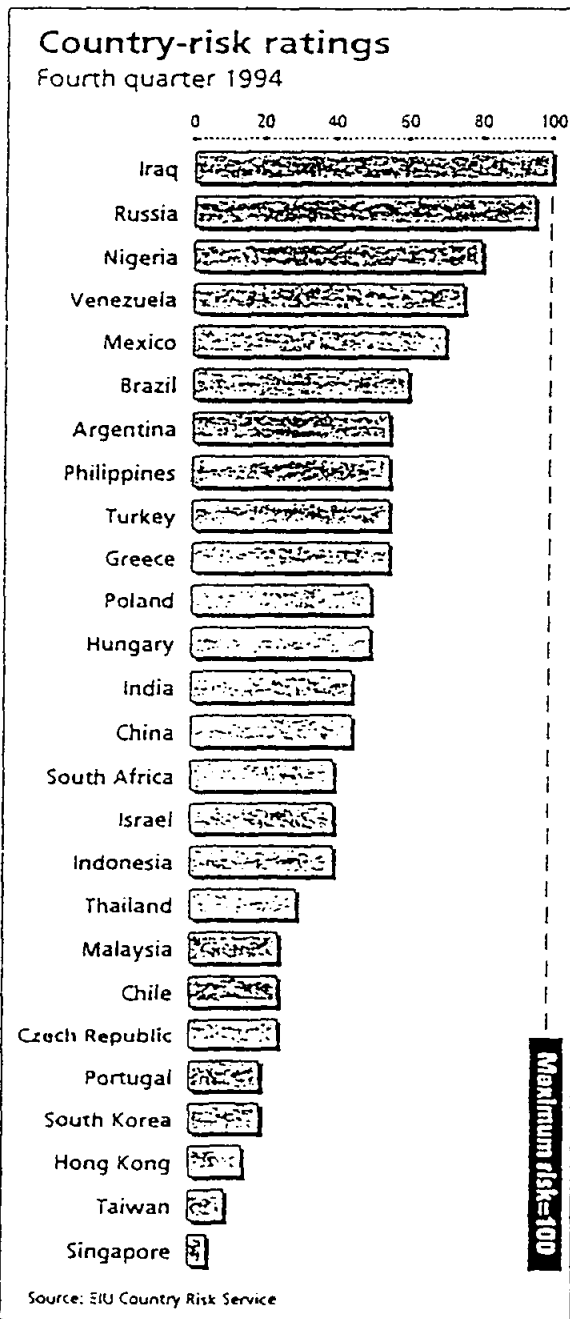 Country-risk ratings
Fourth quarter 1994
0 20 40 60 80 100
Iraq
Russia
Nigeria
Venezuela
Mexico
Brazil
Argentina
Philippines
Turkey
Greece
Poland
Hungary
India
China
South Africa
Israel
Indonesia
Thailand
Malaysia
Chile
Czech Republic
Portugal
South Korea
Hong Kong
Taiwan
Singapore
Maximum risk=100
Source: EIU Country Risk Service